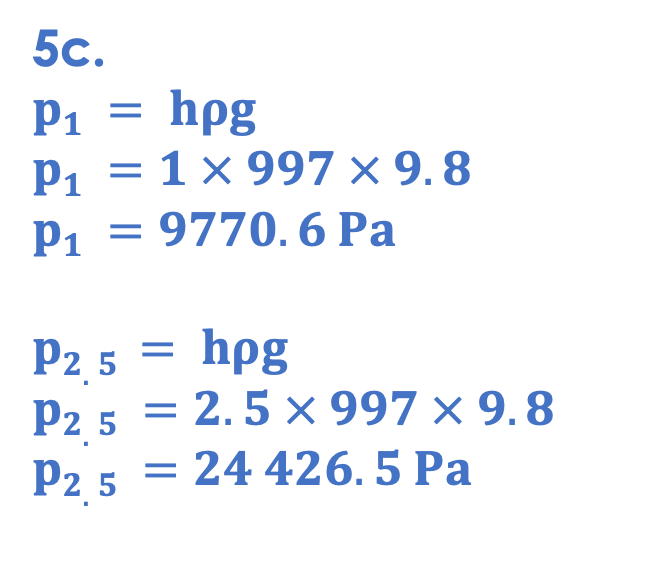 5c.
p₁ = hρg
p₁ = 1 × 997 × 9.8
p₁ = 9770.6 Pa
p₂.₅ = hρg
p₂.₅ = 2.5 × 997 × 9.8
p₂.₅ = 24 426.5 Pa